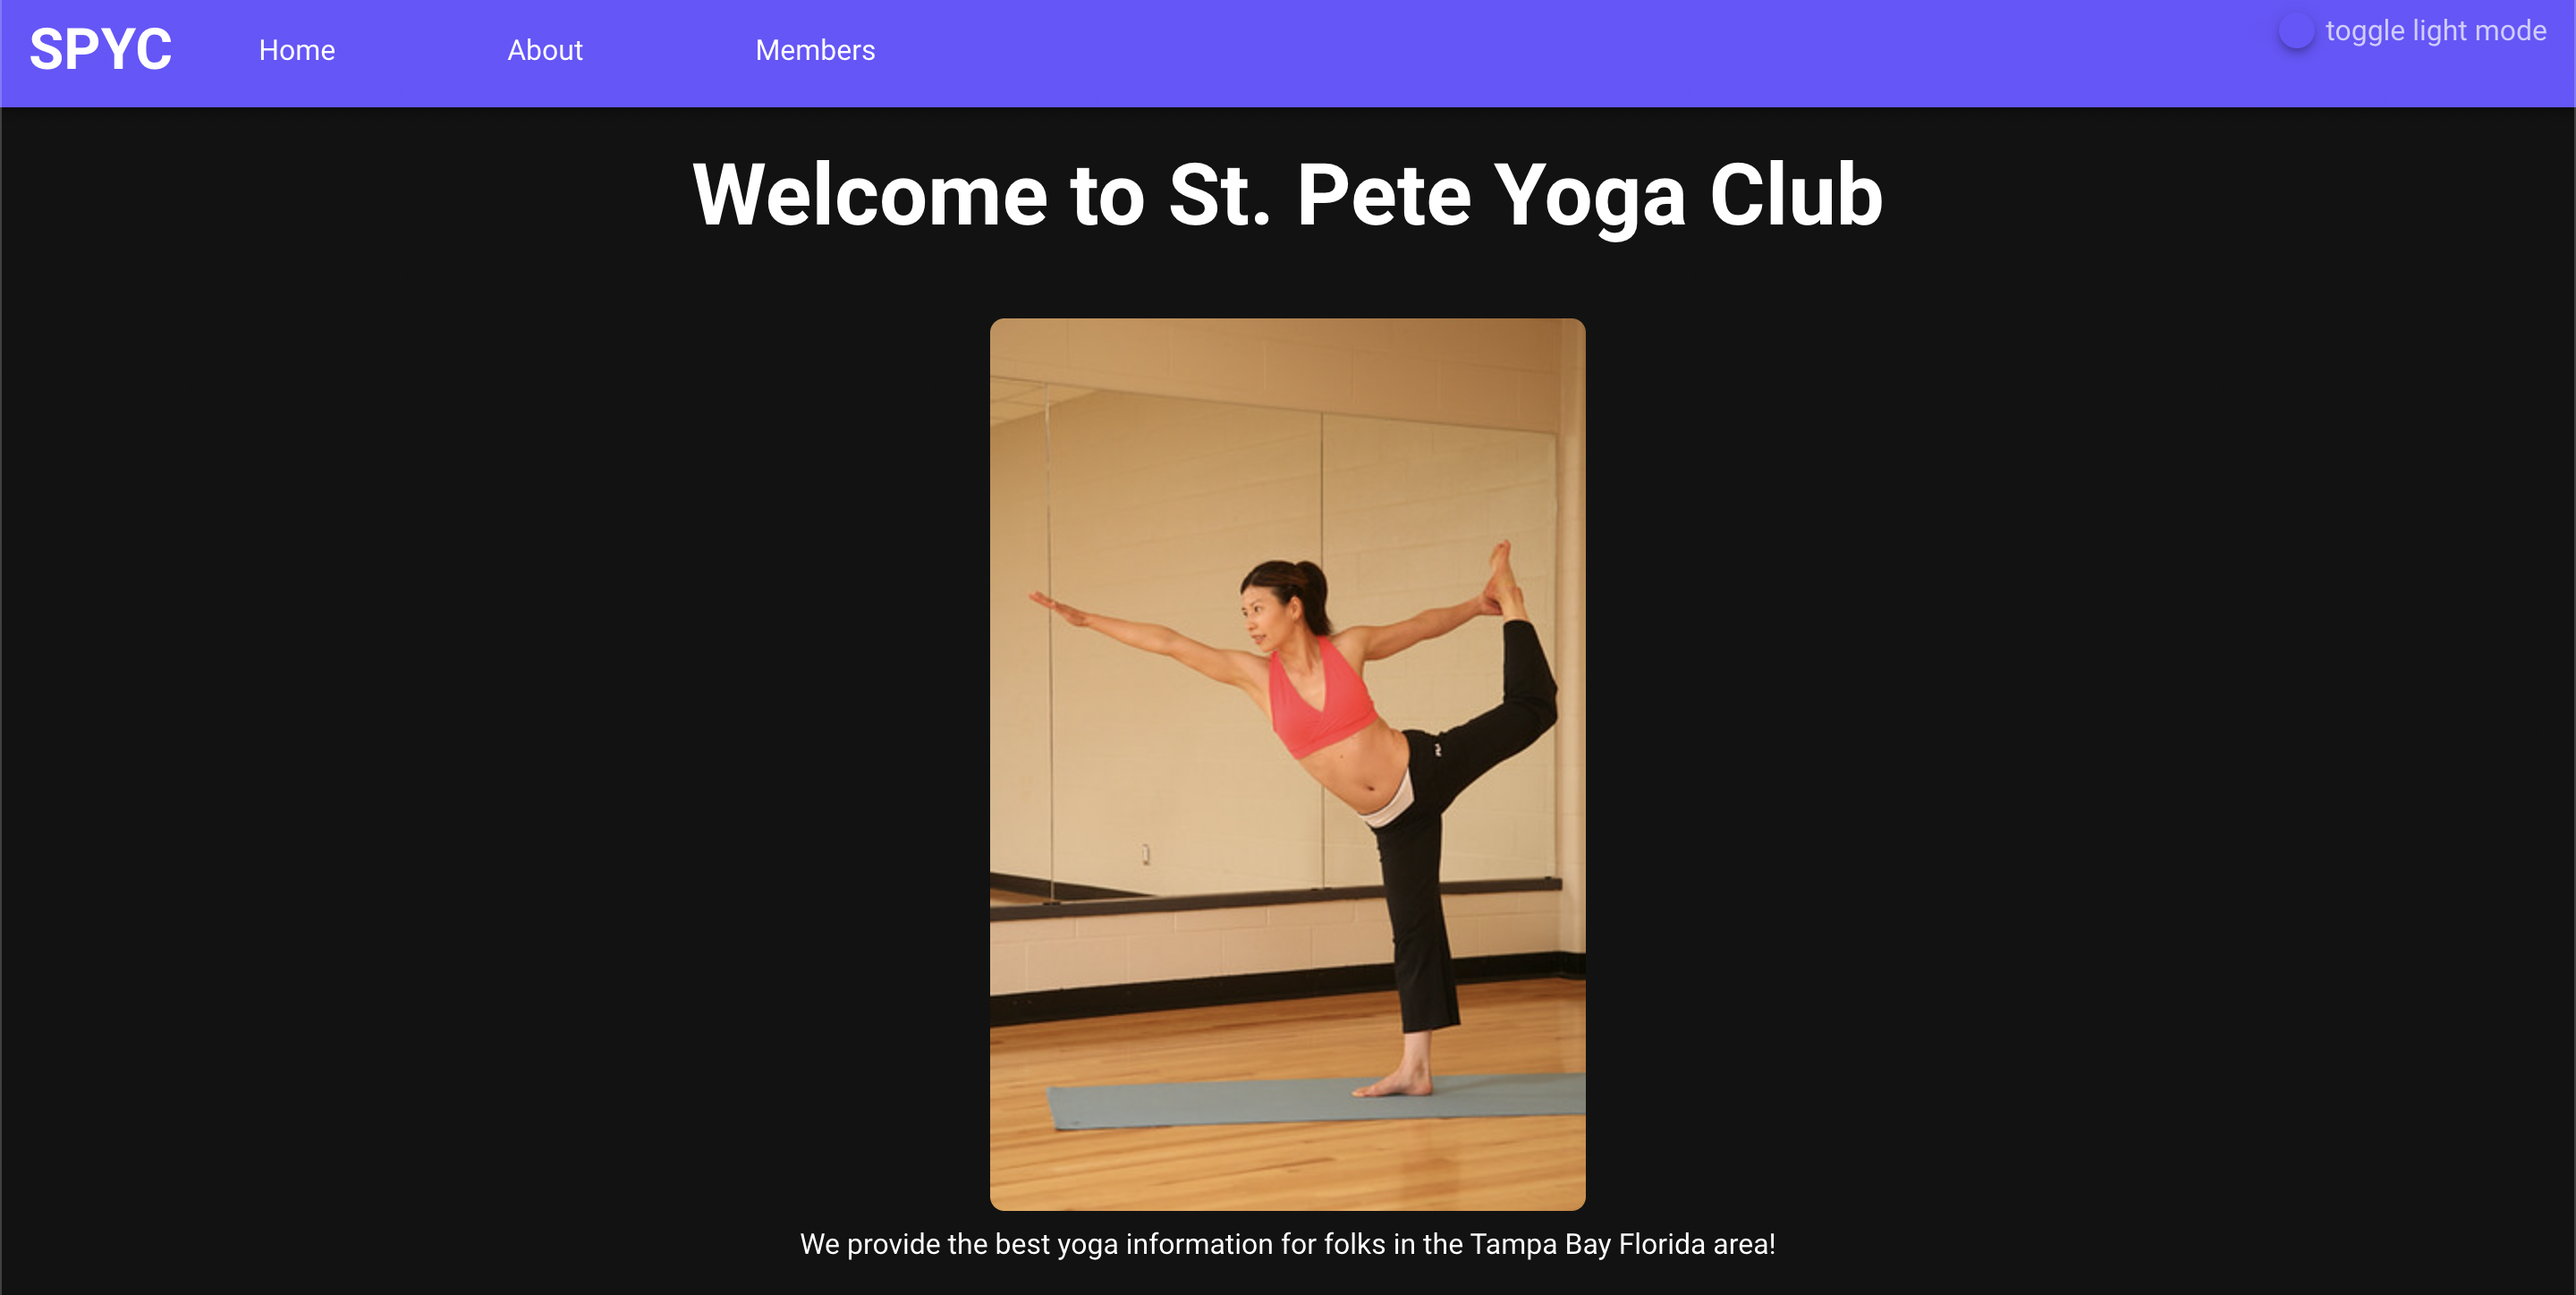 SPYC Home About Members toggle light mode
Welcome to St. Pete Yoga Club
We provide the best yoga information for folks in the Tampa Bay Florida area!